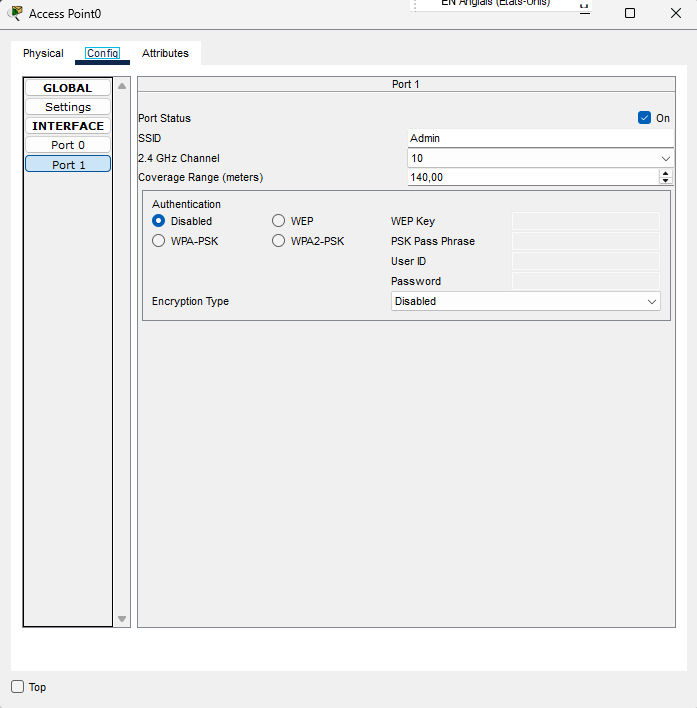 EN Anglais (États-Unis)
Access Point0
Physical Config Attributes
GLOBAL
Settings
INTERFACE
Port 0
Port 1
Port 1
Port Status On
SSID Admin
2.4 GHz Channel 10
Coverage Range (meters) 140,00
Authentication
Disabled WEP WEP Key
WPA-PSK WPA2-PSK PSK Pass Phrase
User ID
Password
Encryption Type Disabled
Top